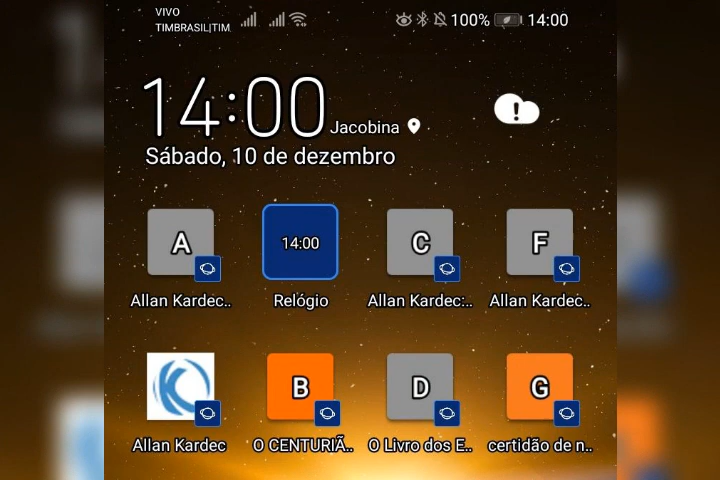 VIVO
TIMBRASIL|TIM
100% 14:00
14:00
Jacobina
Sábado, 10 de dezembro
A
14:00
C
F
Allan Kardec..
Relógio
Allan Kardec:..
Allan Kardec..
K
B
D
G
Allan Kardec
O CENTURIÃ..
O Livro dos E..
certidão de n..